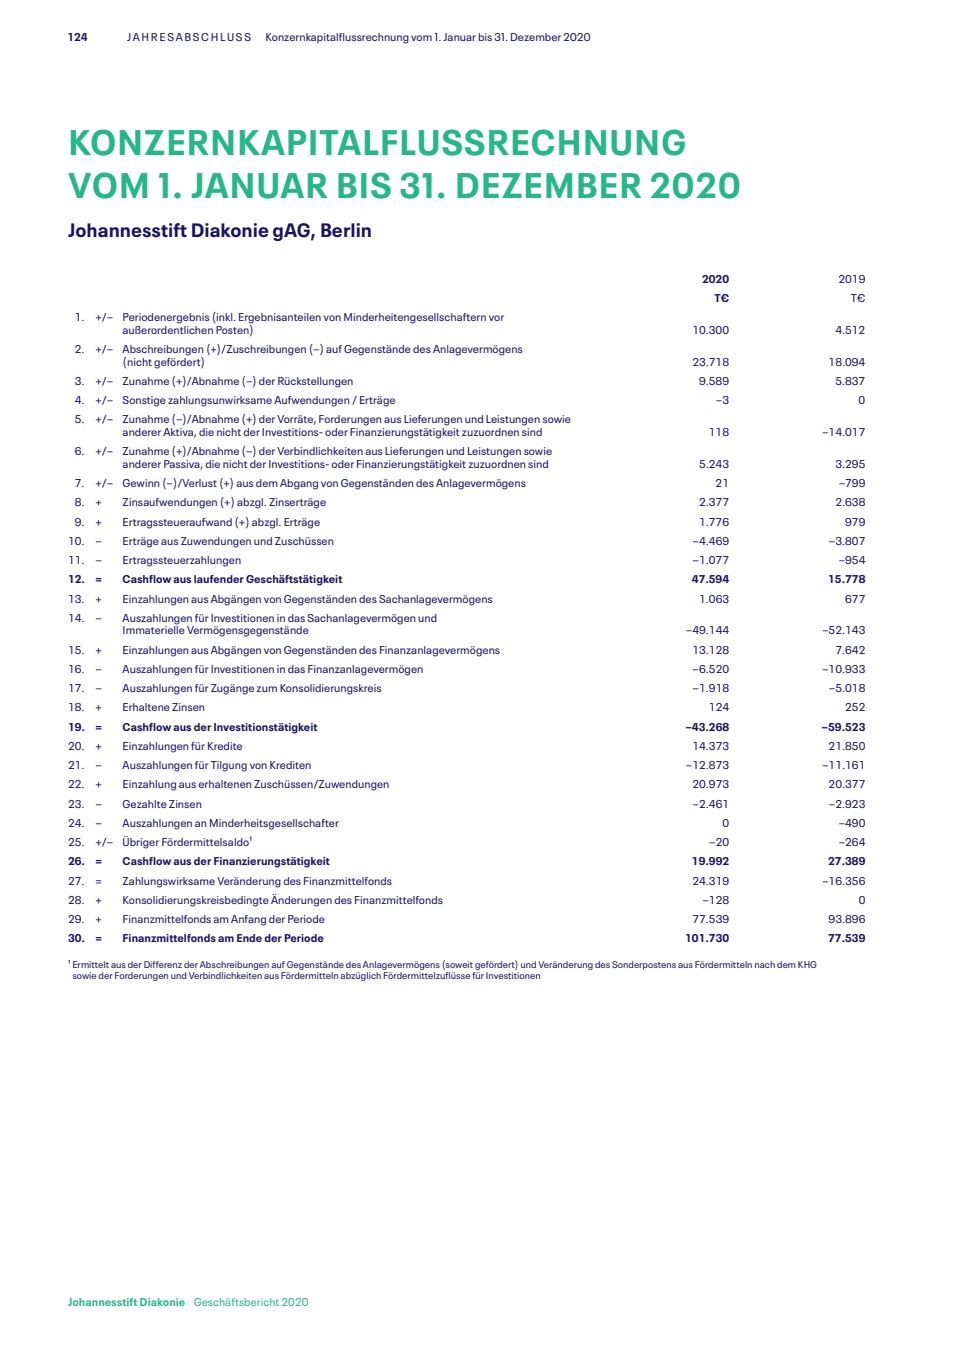 124 JAHRESABSCHLUSS Konzernkapitalflussrechnung vom 1. Januar bis 31. Dezember 2020
KONZERNKAPITALFLUSSRECHNUNG
VOM 1. JANUAR BIS 31. DEZEMBER 2020
Johannesstift Diakonie gAG, Berlin
2020 2019
T€ T€
1. +/– Periodenergebnis (inkl. Ergebnisanteilen von Minderheitengesellschaftern vor
außerordentlichen Posten) 10.300 4.512
2. +/– Abschreibungen (+)/Zuschreibungen (–) auf Gegenstände des Anlagevermögens
(nicht gefördert) 23.718 18.094
3. +/– Zunahme (+)/Abnahme (–) der Rückstellungen 9.589 5.837
4. +/– Sonstige zahlungsunwirksame Aufwendungen / Erträge –3 0
5. +/– Zunahme (–)/Abnahme (+) der Vorräte, Forderungen aus Lieferungen und Leistungen sowie
anderer Aktiva, die nicht der Investitions- oder Finanzierungstätigkeit zuzuordnen sind 118 –14.017
6. +/– Zunahme (+)/Abnahme (–) der Verbindlichkeiten aus Lieferungen und Leistungen sowie
anderer Passiva, die nicht der Investitions- oder Finanzierungstätigkeit zuzuordnen sind 5.243 3.295
7. +/– Gewinn (–)/Verlust (+) aus dem Abgang von Gegenständen des Anlagevermögens 21 –799
8. + Zinsaufwendungen (+) abzgl. Zinserträge 2.377 2.638
9. + Ertragssteueraufwand (+) abzgl. Erträge 1.776 979
10. – Erträge aus Zuwendungen und Zuschüssen –4.469 –3.807
11. – Ertragssteuerzahlungen –1.077 –954
12. = Cashflow aus laufender Geschäftstätigkeit 47.594 15.778
13. + Einzahlungen aus Abgängen von Gegenständen des Sachanlagevermögens 1.063 677
14. – Auszahlungen für Investitionen in das Sachanlagevermögen und
Immaterielle Vermögensgegenstände –49.144 –52.143
15. + Einzahlungen aus Abgängen von Gegenständen des Finanzanlagevermögens 13.128 7.642
16. – Auszahlungen für Investitionen in das Finanzanlagevermögen –6.520 –10.933
17. – Auszahlungen für Zugänge zum Konsolidierungskreis –1.918 –5.018
18. + Erhaltene Zinsen 124 252
19. = Cashflow aus der Investitionstätigkeit –43.268 –59.523
20. + Einzahlungen für Kredite 14.373 21.850
21. – Auszahlungen für Tilgung von Krediten –12.873 –11.161
22. + Einzahlung aus erhaltenen Zuschüssen/Zuwendungen 20.973 20.377
23. – Gezahlte Zinsen –2.461 –2.923
24. – Auszahlungen an Minderheitsgesellschafter 0 –490
25. +/– Übriger Fördermittelsaldo¹ –20 –264
26. = Cashflow aus der Finanzierungstätigkeit 19.992 27.389
27. = Zahlungswirksame Veränderung des Finanzmittelfonds 24.319 –16.356
28. + Konsolidierungskreisbedingte Änderungen des Finanzmittelfonds –128 0
29. + Finanzmittelfonds am Anfang der Periode 77.539 93.896
30. = Finanzmittelfonds am Ende der Periode 101.730 77.539
¹ Ermittelt aus der Differenz der Abschreibungen auf Gegenstände des Anlagevermögens (soweit gefördert) und Veränderung des Sonderpostens aus Fördermitteln nach dem KHG
sowie der Forderungen und Verbindlichkeiten aus Fördermitteln abzüglich Fördermittelzuflüsse für Investitionen
Johannesstift Diakonie Geschäftsbericht 2020